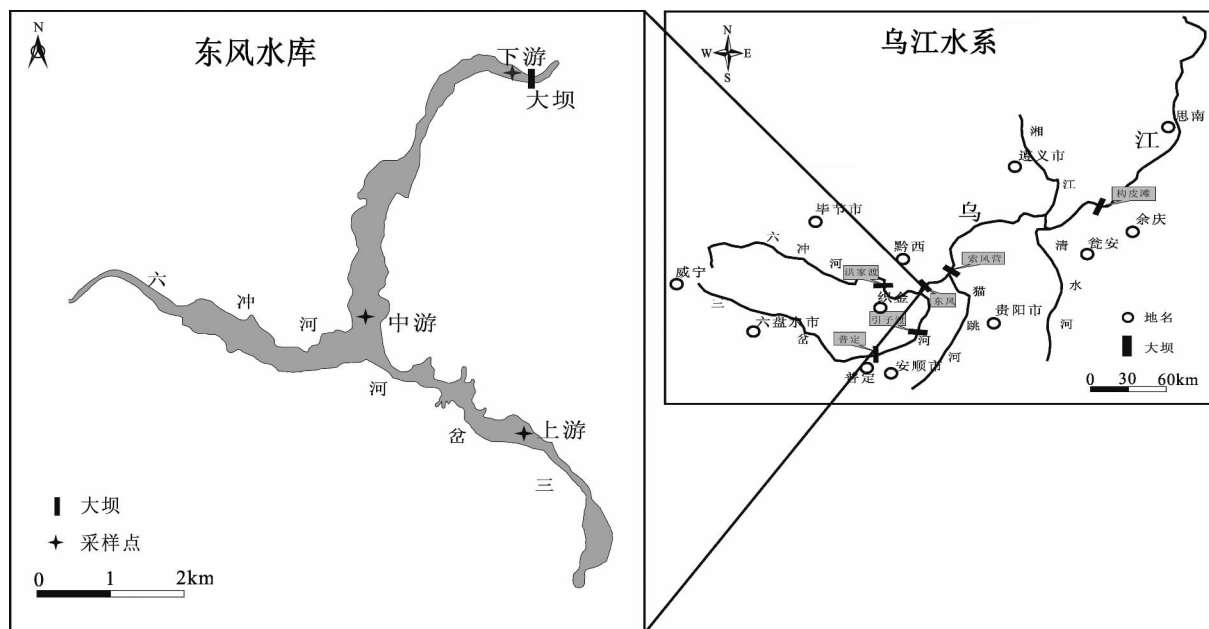 N
东风水库
下游
大坝
六
冲
河
中游
河
岔
三
上游
大坝
采样点
0 1 2km
乌江水系
N
W E
S
思南
江
湘
江
遵义市
构皮滩
余庆
瓮安
清
水
河
乌
毕节市
黔西
索风营
六
冲
河
洪家渡
威宁
三
岔
河
织金
东风
引子渡
猫
跳
河
贵阳市
六盘水市
普定
普定
安顺市
地名
大坝
0 30 60km